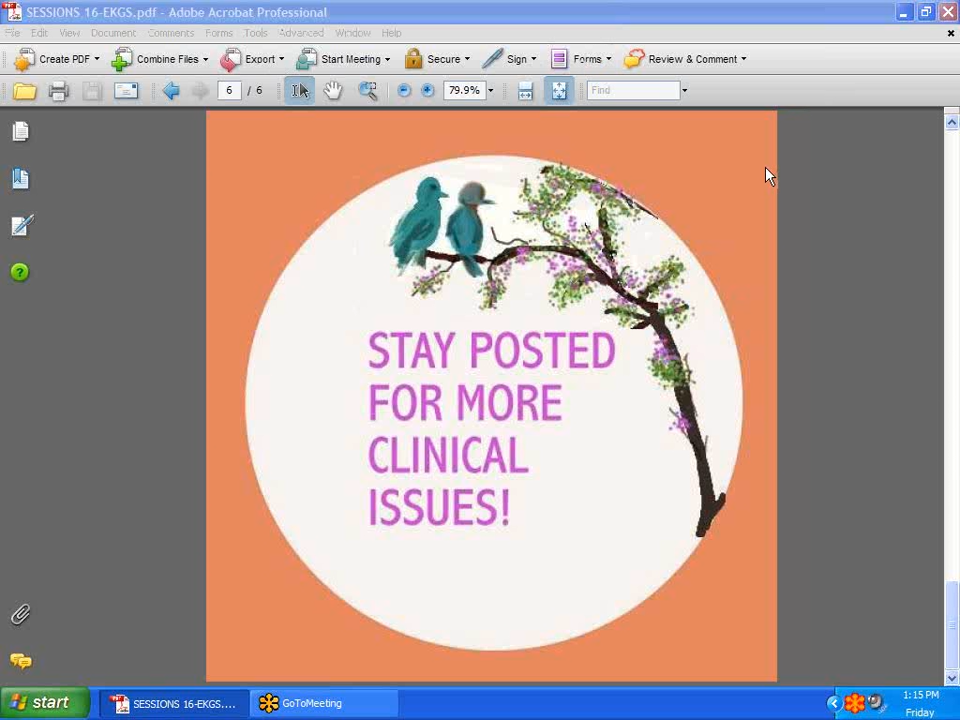 SESSIONS 16-EKGS.pdf - Adobe Acrobat Professional
File Edit View Document Comments Forms Tools Advanced Window Help
Create PDF Combine Files Export Start Meeting Secure Sign Forms Review & Comment
6 / 6 79.9% Find
STAY POSTED
FOR MORE
CLINICAL
ISSUES!
start SESSIONS 16-EKGS.... GoToMeeting 1:15 PM
Friday